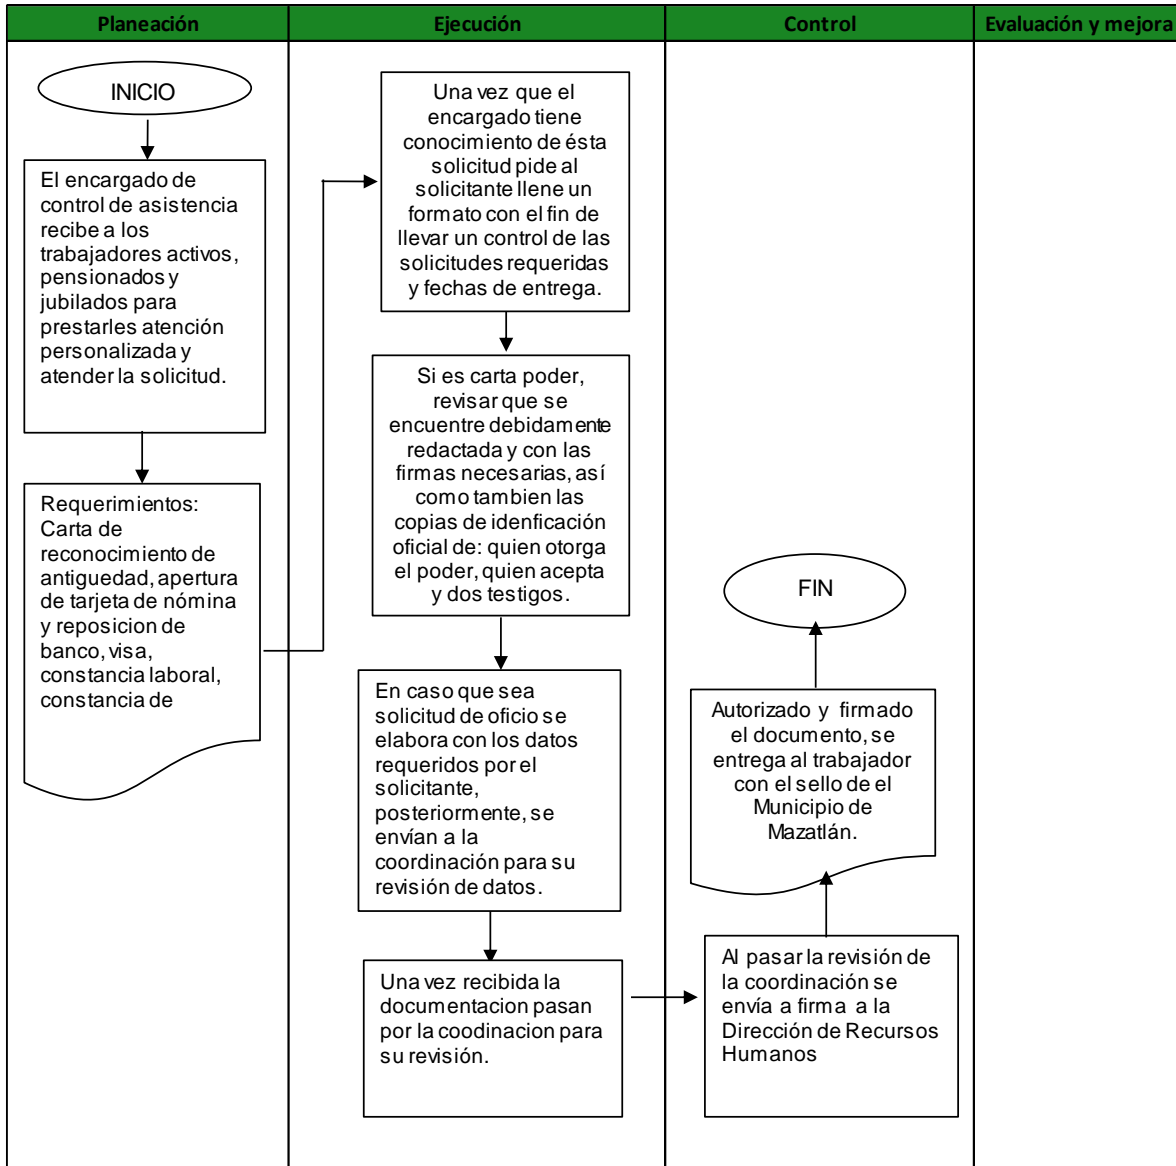 Planeación
Ejecución
Control
Evaluación y mejora
INICIO
El encargado de
control de asistencia
recibe a los
trabajadores activos,
pensionados y
jubilados para
prestarles atención
personalizada y
atender la solicitud.
Requerimientos:
Carta de
reconocimiento de
antiguedad, apertura
de tarjeta de nómina
y reposicion de
banco, visa,
constancia laboral,
constancia de
Una vez que el
encargado tiene
conocimiento de ésta
solicitud pide al
solicitante llene un
formato con el fin de
llevar un control de las
solicitudes requeridas
y fechas de entrega.
Si es carta poder,
revisar que se
encuentre debidamente
redactada y con las
firmas necesarias, así
como tambien las
copias de idenficación
oficial de: quien otorga
el poder, quien acepta
y dos testigos.
En caso que sea
solicitud de oficio se
elabora con los datos
requeridos por el
solicitante,
posteriormente, se
envían a la
coordinación para su
revisión de datos.
Una vez recibida la
documentacion pasan
por la coodinacion para
su revisión.
Al pasar la revisión de
la coordinación se
envía a firma a la
Dirección de Recursos
Humanos
Autorizado y firmado
el documento, se
entrega al trabajador
con el sello de el
Municipio de
Mazatlán.
FIN